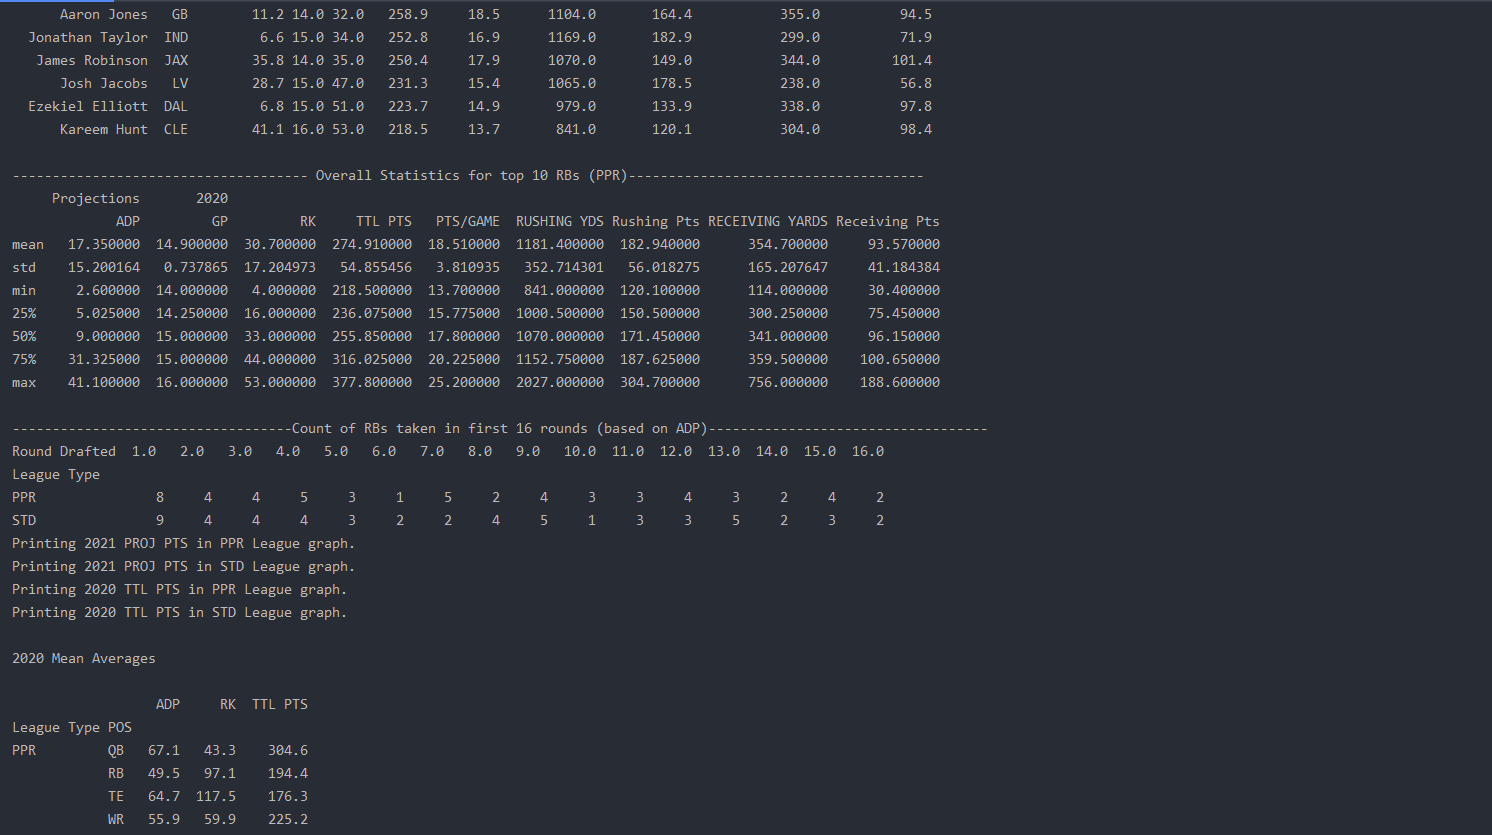 Aaron Jones GB 11.2 14.0 32.0 258.9 18.5 1104.0 164.4 355.0 94.5
Jonathan Taylor IND 6.6 15.0 34.0 252.8 16.9 1169.0 182.9 299.0 71.9
James Robinson JAX 35.8 14.0 35.0 250.4 17.9 1070.0 149.0 344.0 101.4
Josh Jacobs LV 28.7 15.0 47.0 231.3 15.4 1065.0 178.5 238.0 56.8
Ezekiel Elliott DAL 6.8 15.0 51.0 223.7 14.9 979.0 133.9 338.0 97.8
Kareem Hunt CLE 41.1 16.0 53.0 218.5 13.7 841.0 120.1 304.0 98.4
------------------------------------- Overall Statistics for top 10 RBs (PPR)-------------------------------------
Projections 2020
ADP GP RK TTL PTS PTS/GAME RUSHING YDS Rushing Pts RECEIVING YARDS Receiving Pts
mean 17.350000 14.900000 30.700000 274.910000 18.510000 1181.400000 182.940000 354.700000 93.570000
std 15.200164 0.737865 17.204973 54.855456 3.810935 352.714301 56.018275 165.207647 41.184384
min 2.600000 14.000000 4.000000 218.500000 13.700000 841.000000 120.100000 114.000000 30.400000
25% 5.025000 14.250000 16.000000 236.075000 15.775000 1000.500000 150.500000 300.250000 75.450000
50% 9.000000 15.000000 33.000000 255.850000 17.800000 1070.000000 171.450000 341.000000 96.150000
75% 31.325000 15.000000 44.000000 316.025000 20.225000 1152.750000 187.625000 359.500000 100.650000
max 41.100000 16.000000 53.000000 377.800000 25.200000 2027.000000 304.700000 756.000000 188.600000
-----------------------------------Count of RBs taken in first 16 rounds (based on ADP)-----------------------------------
Round Drafted 1.0 2.0 3.0 4.0 5.0 6.0 7.0 8.0 9.0 10.0 11.0 12.0 13.0 14.0 15.0 16.0
League Type
PPR 8 4 4 5 3 1 5 2 4 3 3 4 3 2 4 2
STD 9 4 4 4 3 2 2 4 5 1 3 3 5 2 3 2
Printing 2021 PROJ PTS in PPR League graph.
Printing 2021 PROJ PTS in STD League graph.
Printing 2020 TTL PTS in PPR League graph.
Printing 2020 TTL PTS in STD League graph.
2020 Mean Averages
ADP RK TTL PTS
League Type POS
PPR QB 67.1 43.3 304.6
RB 49.5 97.1 194.4
TE 64.7 117.5 176.3
WR 55.9 59.9 225.2